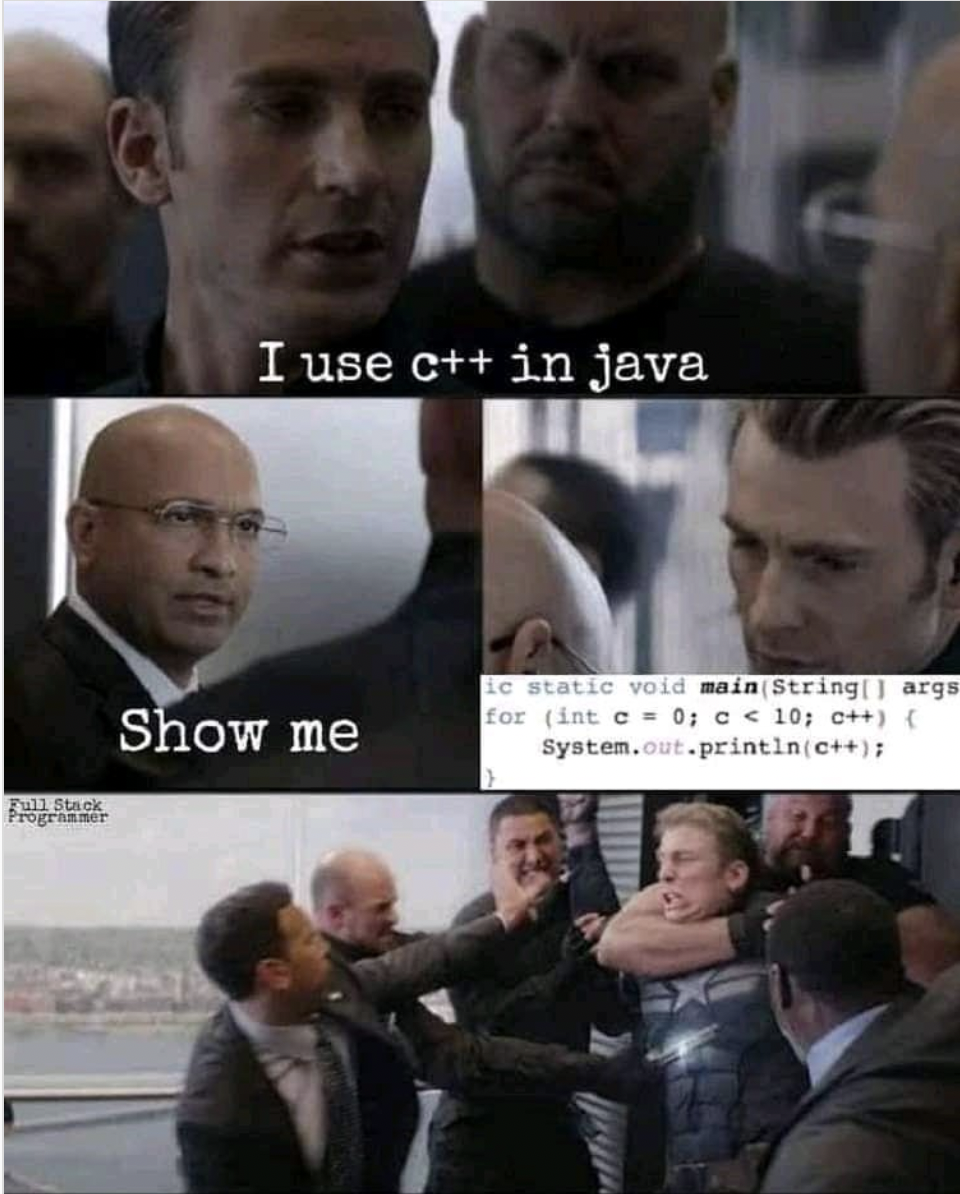 I use c++ in java
Show me
ic static void main(String[] args
for (int c = 0; c < 10; c++) {
System.out.println(c++);
}
Full Stack
Programmer